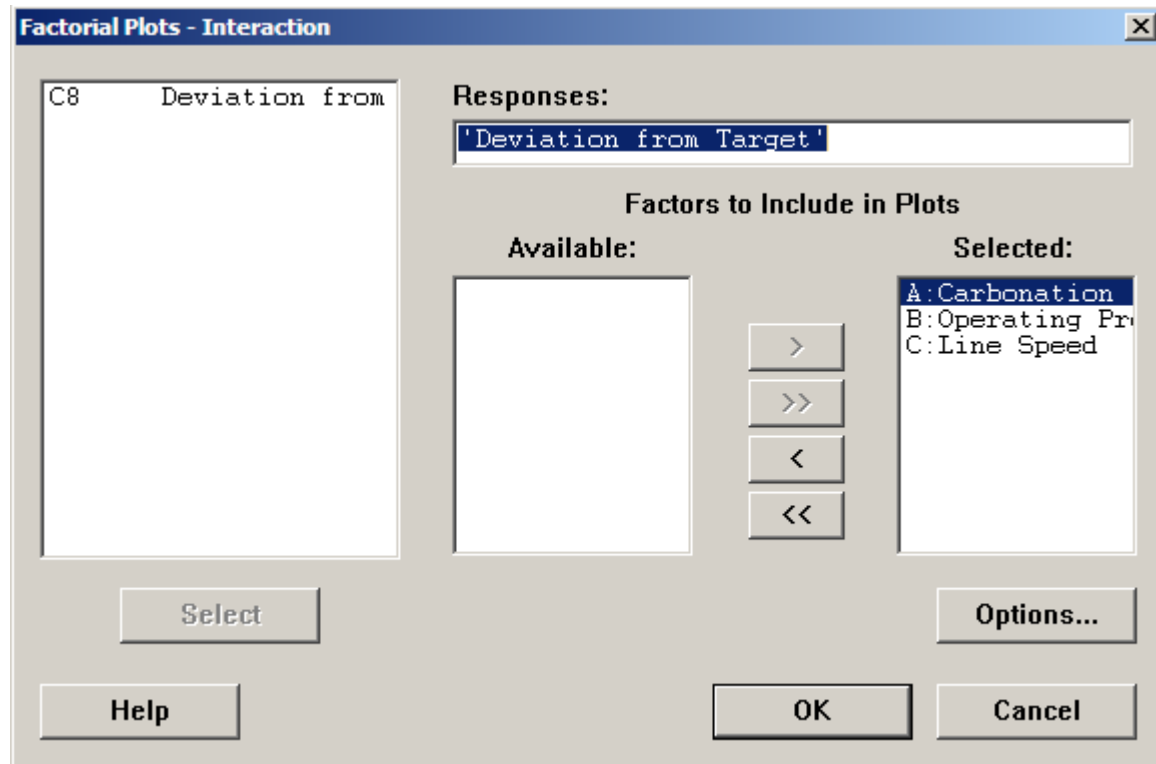 Factorial Plots - Interaction
C8 Deviation from
Responses:
'Deviation from Target'
Factors to Include in Plots
Available:
Selected:
A:Carbonation
B:Operating Pr
C:Line Speed
>
>>
<
<<
Select
Options...
Help
OK
Cancel